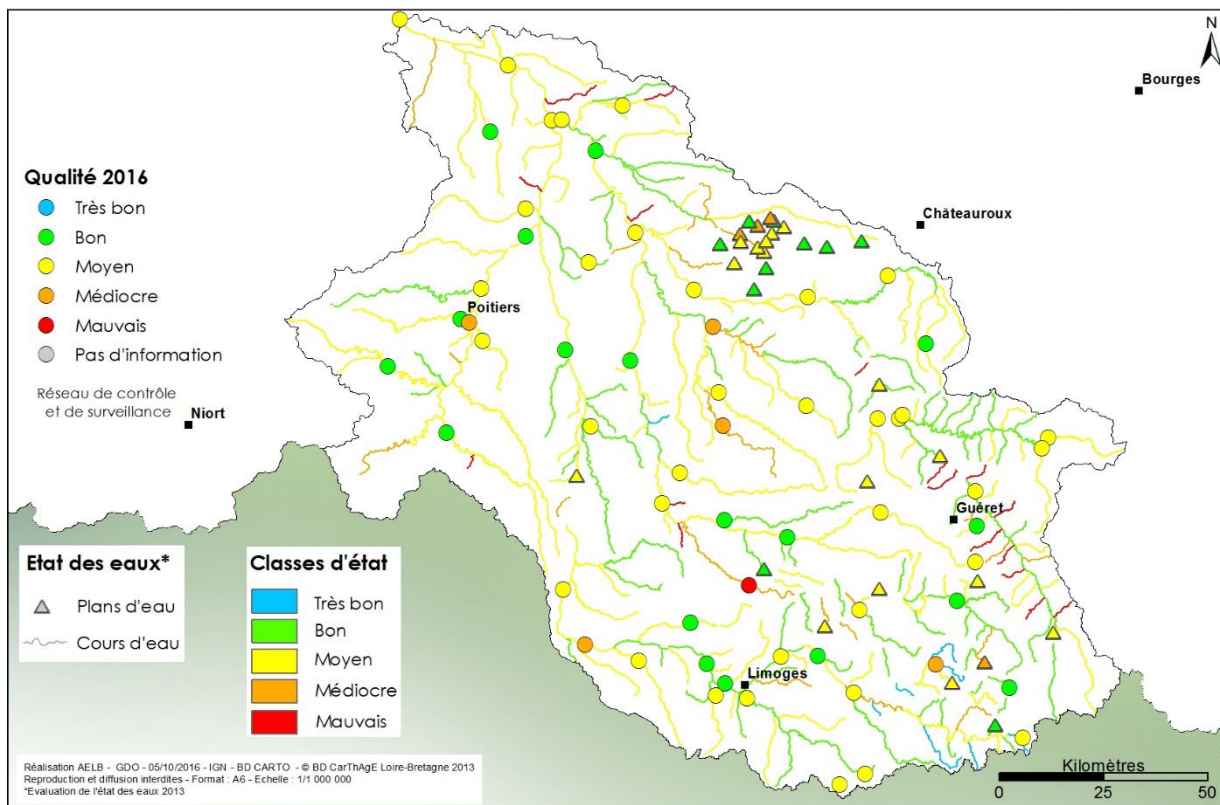 N
Bourges
Châteauroux
Poitiers
Niort
Guéret
Limoges
Qualité 2016
Très bon
Bon
Moyen
Médiocre
Mauvais
Pas d'information
Réseau de contrôle
et de surveillance
Etat des eaux*
Plans d'eau
Cours d'eau
Classes d'état
Très bon
Bon
Moyen
Médiocre
Mauvais
Réalisation AELB - GDO - 05/10/2016 - IGN - BD CARTO - © BD CarThAgE Loire-Bretagne 2013
Reproduction et diffusion interdites - Format : A6 - Echelle : 1/1 000 000
*Evaluation de l'état des eaux 2013
Kilomètres
0 25 50